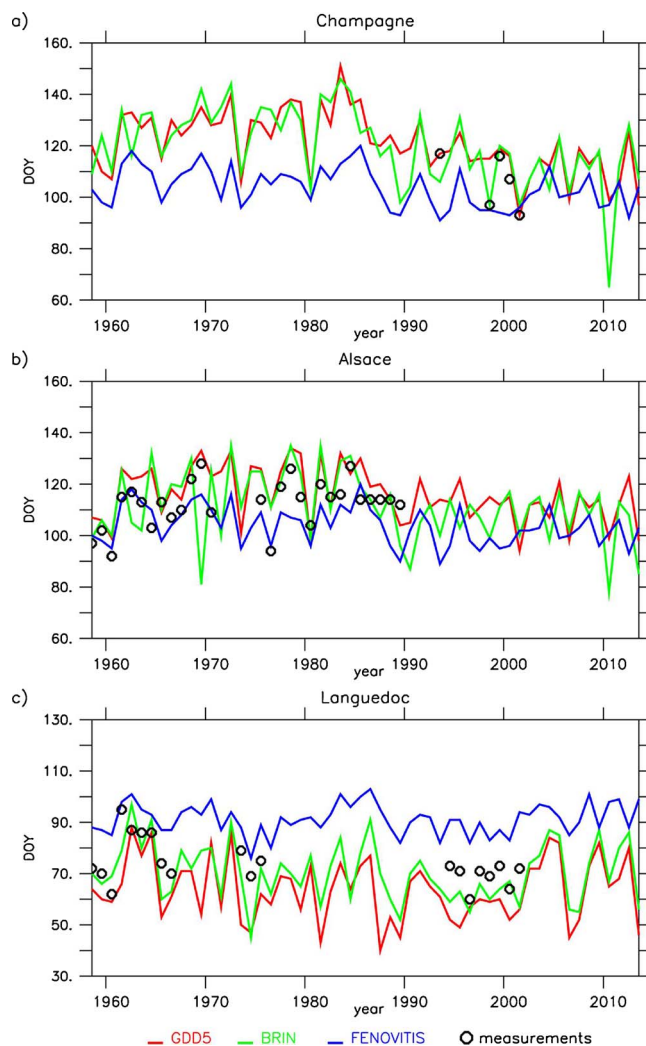 a) Champagne
160.
140.
120.
DOY
100.
80.
60.
1960 1970 1980 1990 2000 2010
year
b) Alsace
160.
140.
120.
DOY
100.
80.
60.
1960 1970 1980 1990 2000 2010
year
c) Languedoc
130.
110.
90.
DOY
70.
50.
30.
1960 1970 1980 1990 2000 2010
year
GDD5 BRIN FENOVITIS measurements